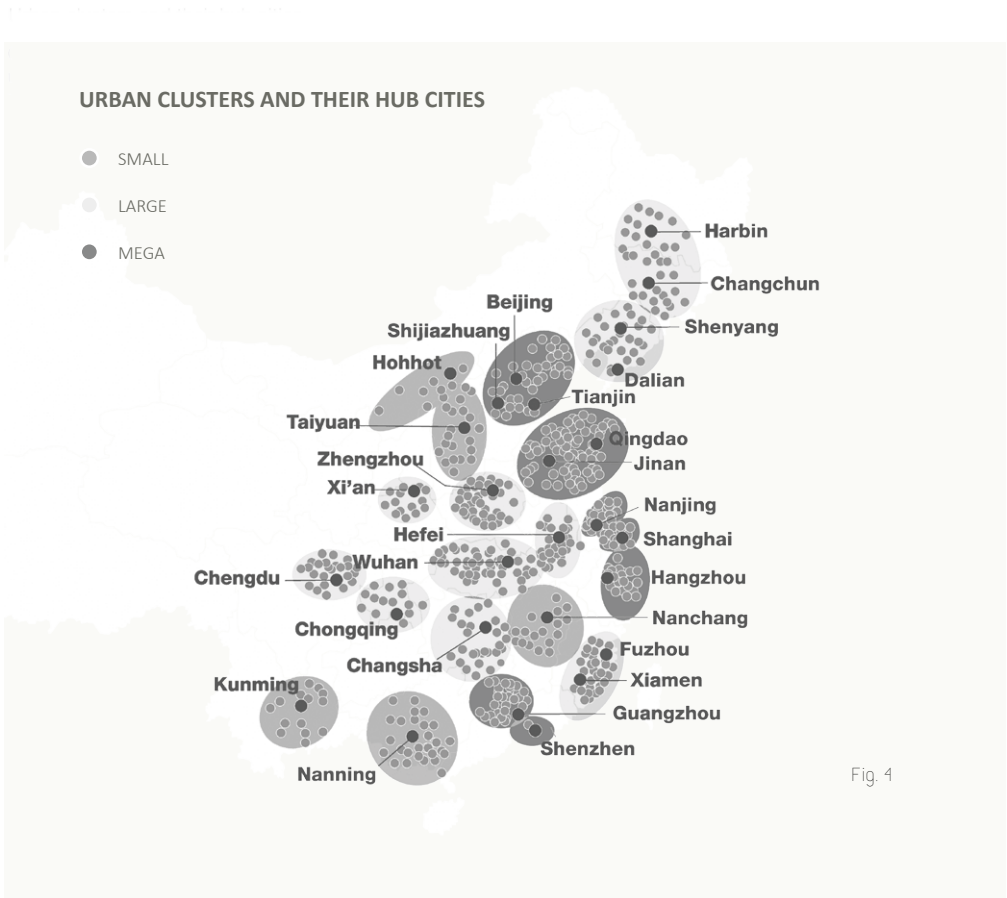 URBAN CLUSTERS AND THEIR HUB CITIES
SMALL
LARGE
MEGA
Harbin
Changchun
Beijing
Shijiazhuang
Shenyang
Hohhot
Dalian
Tianjin
Taiyuan
Qingdao
Zhengzhou
Jinan
Xi'an
Nanjing
Hefei
Shanghai
Wuhan
Chengdu
Hangzhou
Nanchang
Chongqing
Fuzhou
Changsha
Xiamen
Kunming
Guangzhou
Shenzhen
Nanning
Fig. 4